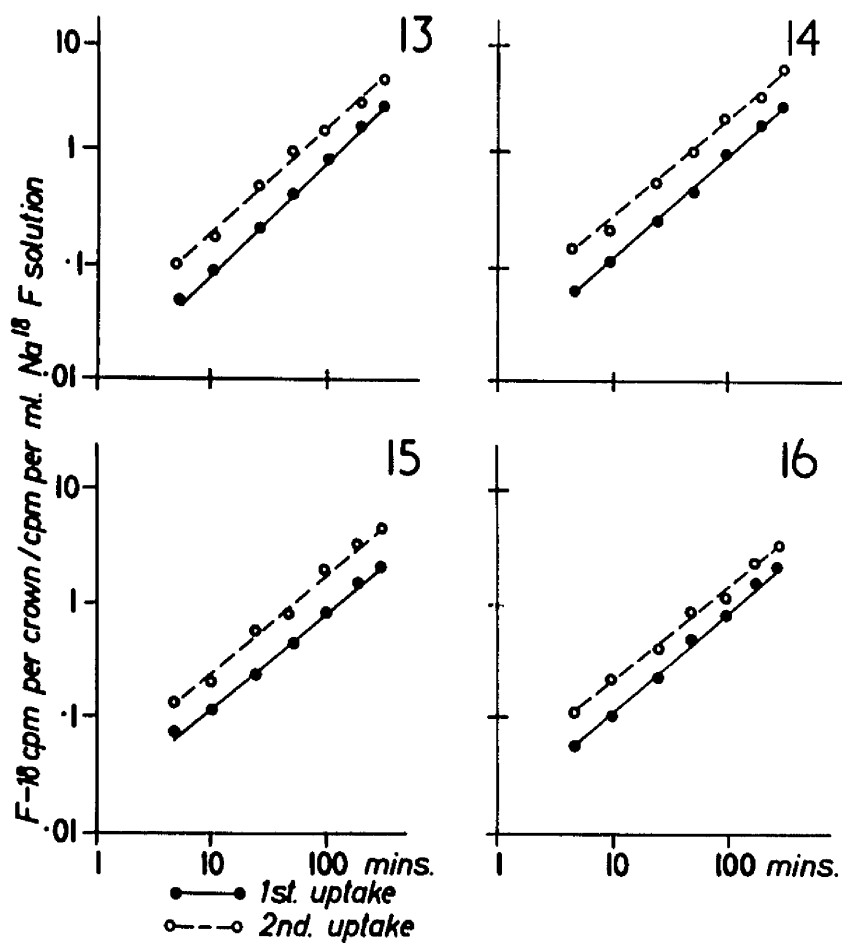 13
14
10
1
·1
·01
15
16
10
1
·1
·01
F-18 cpm per crown/cpm per ml. Na18 F solution
1 10 100 mins.
1 10 100 mins.
1st. uptake
2nd. uptake